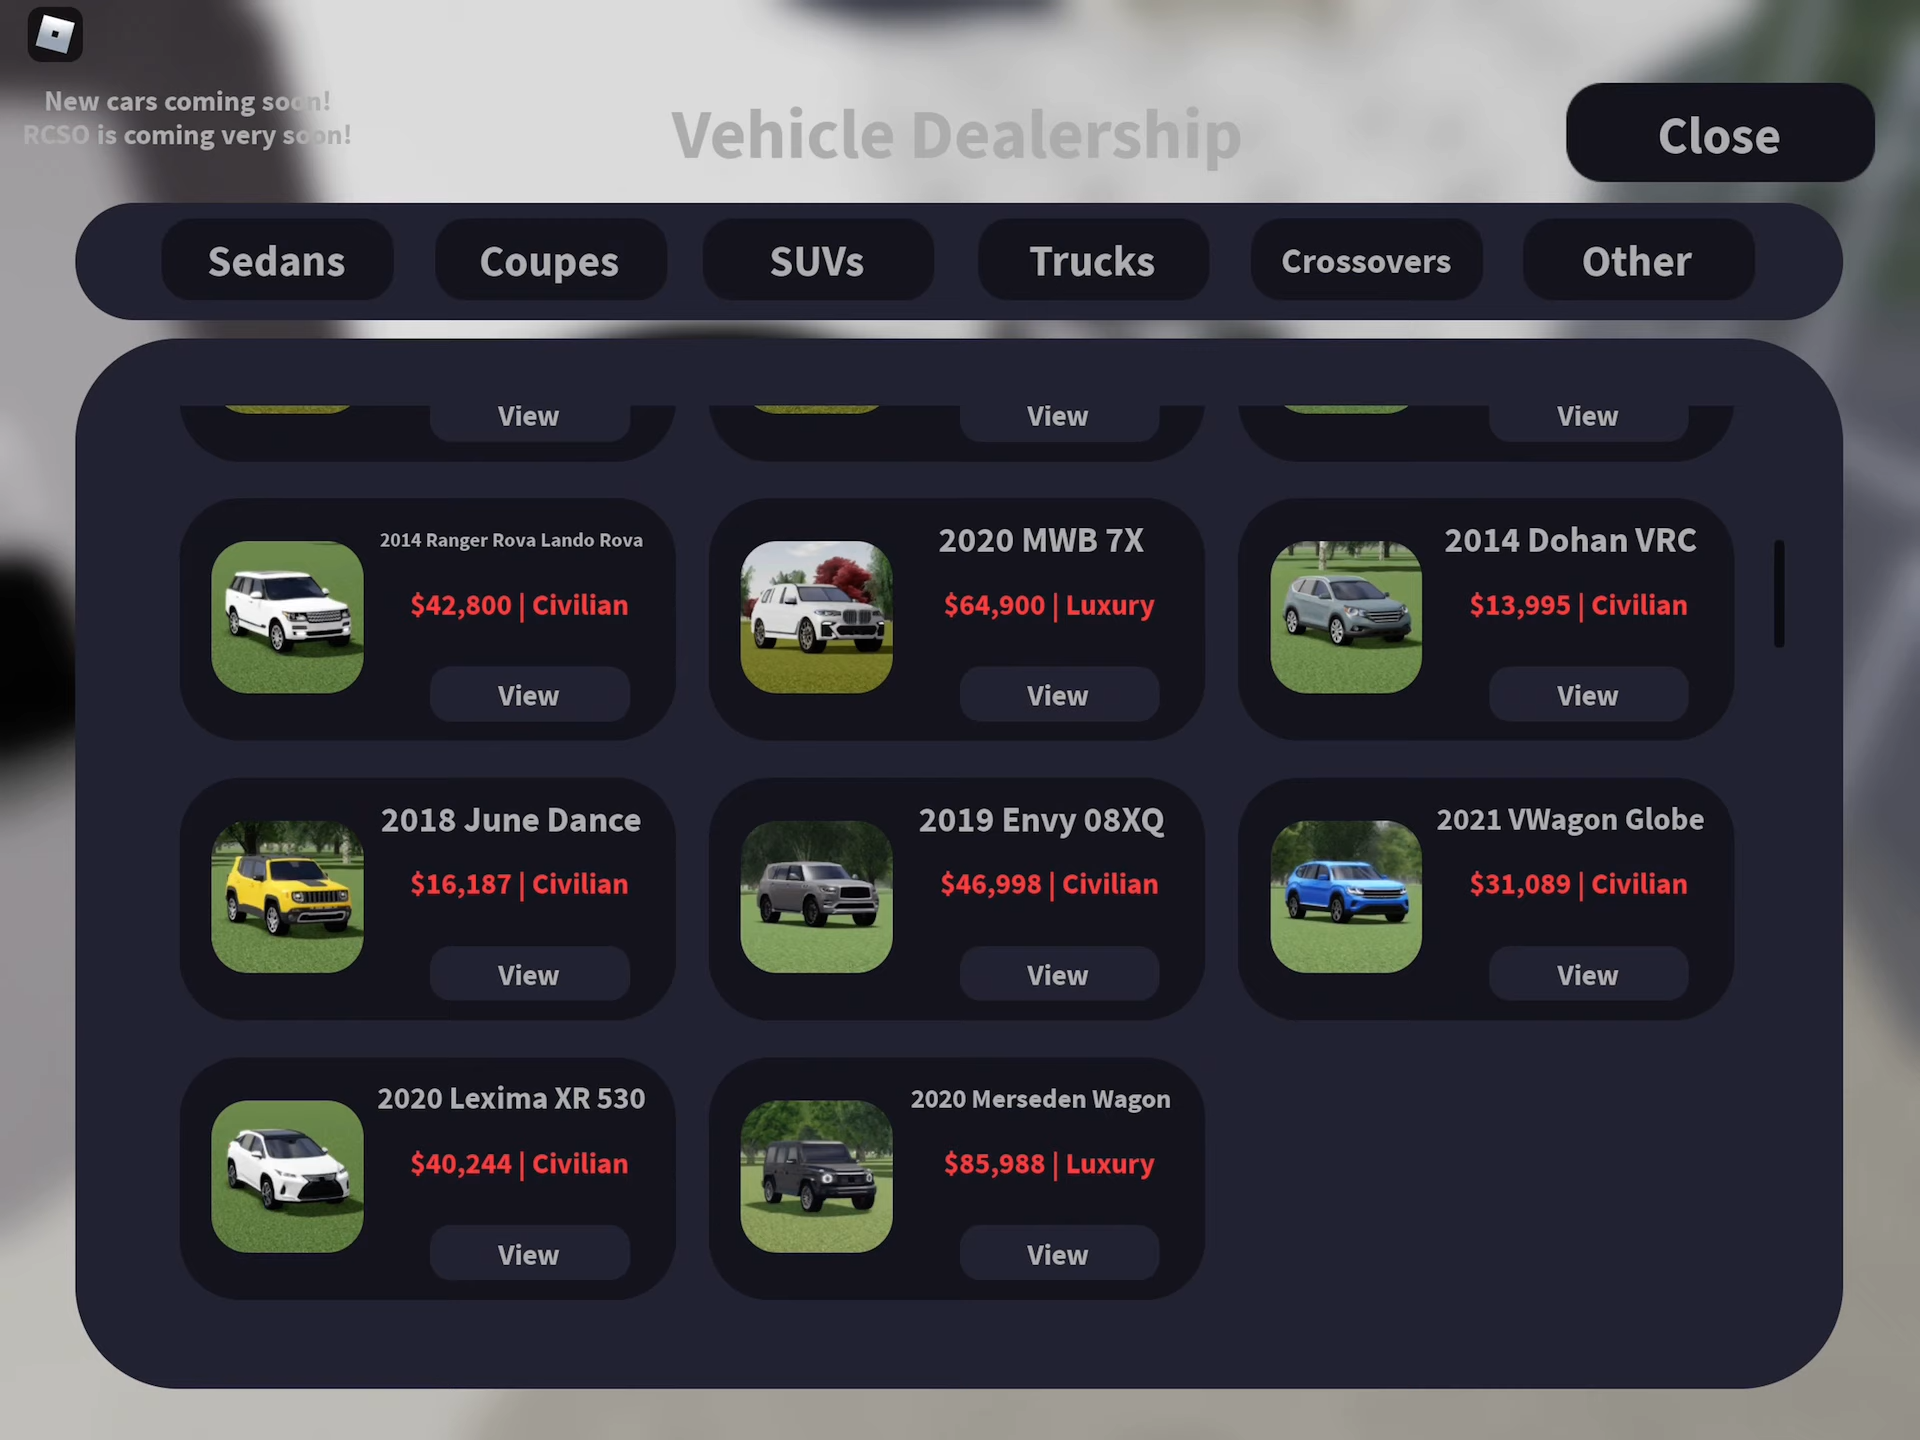 New cars coming soon!
RCSO is coming very soon!
Vehicle Dealership
Close
Sedans
Coupes
SUVs
Trucks
Crossovers
Other
View
View
View
2014 Ranger Rova Lando Rova
$42,800 | Civilian
View
2020 MWB 7X
$64,900 | Luxury
View
2014 Dohan VRC
$13,995 | Civilian
View
2018 June Dance
$16,187 | Civilian
View
2019 Envy 08XQ
$46,998 | Civilian
View
2021 VWagon Globe
$31,089 | Civilian
View
2020 Lexima XR 530
$40,244 | Civilian
View
2020 Merseden Wagon
$85,988 | Luxury
View